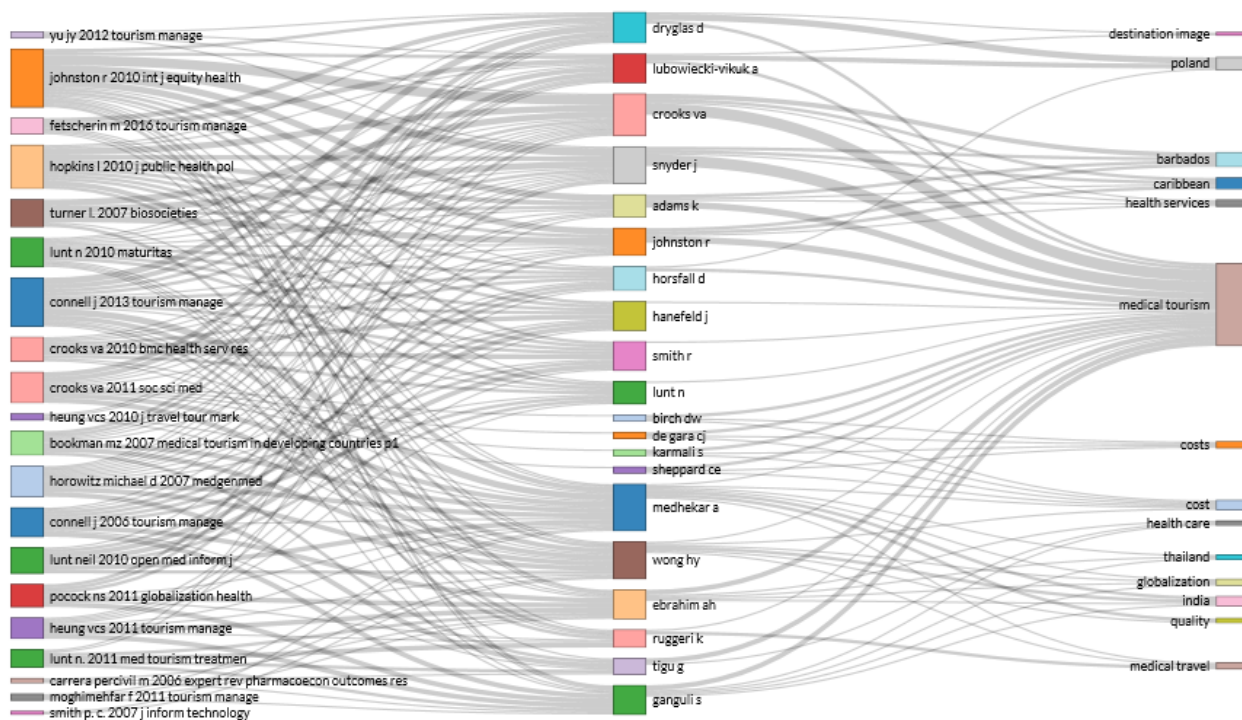 yu jy 2012 tourism manage
johnston r 2010 int j equity health
fetscherin m 2016 tourism manage
hopkins l 2010 j public health pol
turner l. 2007 biosocieties
lunt n 2010 maturitas
connell j 2013 tourism manage
crooks va 2010 bmc health serv res
crooks va 2011 soc sci med
heung vcs 2010 j travel tour mark
bookman mz 2007 medical tourism in developing countries p1
horowitz michael d 2007 medgenmed
connell j 2006 tourism manage
lunt neil 2010 open med inform j
pocock ns 2011 globalization health
heung vcs 2011 tourism manage
lunt n. 2011 med tourism treatmen
carrera percivil m 2006 expert rev pharmacoecon outcomes res
moghimehfar f 2011 tourism manage
smith p. c. 2007 j inform technology
dryglas d
lubowiecki-vikuk a
crooks va
snyder j
adams k
johnston r
horsfall d
hanefeld j
smith r
lunt n
birch dw
de gara cj
karmali s
sheppard ce
medhekar a
wong hy
ebrahim ah
ruggeri k
tigu g
ganguli s
destination image
poland
barbados
caribbean
health services
medical tourism
costs
cost
health care
thailand
globalization
india
quality
medical travel